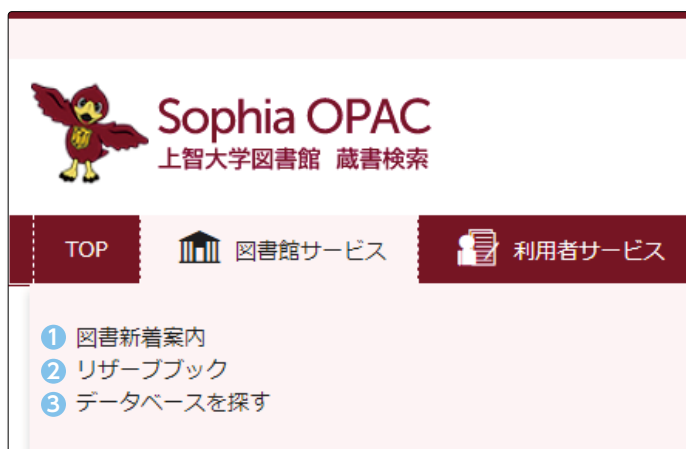 Sophia OPAC
上智大学図書館 蔵書検索
TOP 図書館サービス 利用者サービス
1 図書新着案内
2 リザーブブック
3 データベースを探す